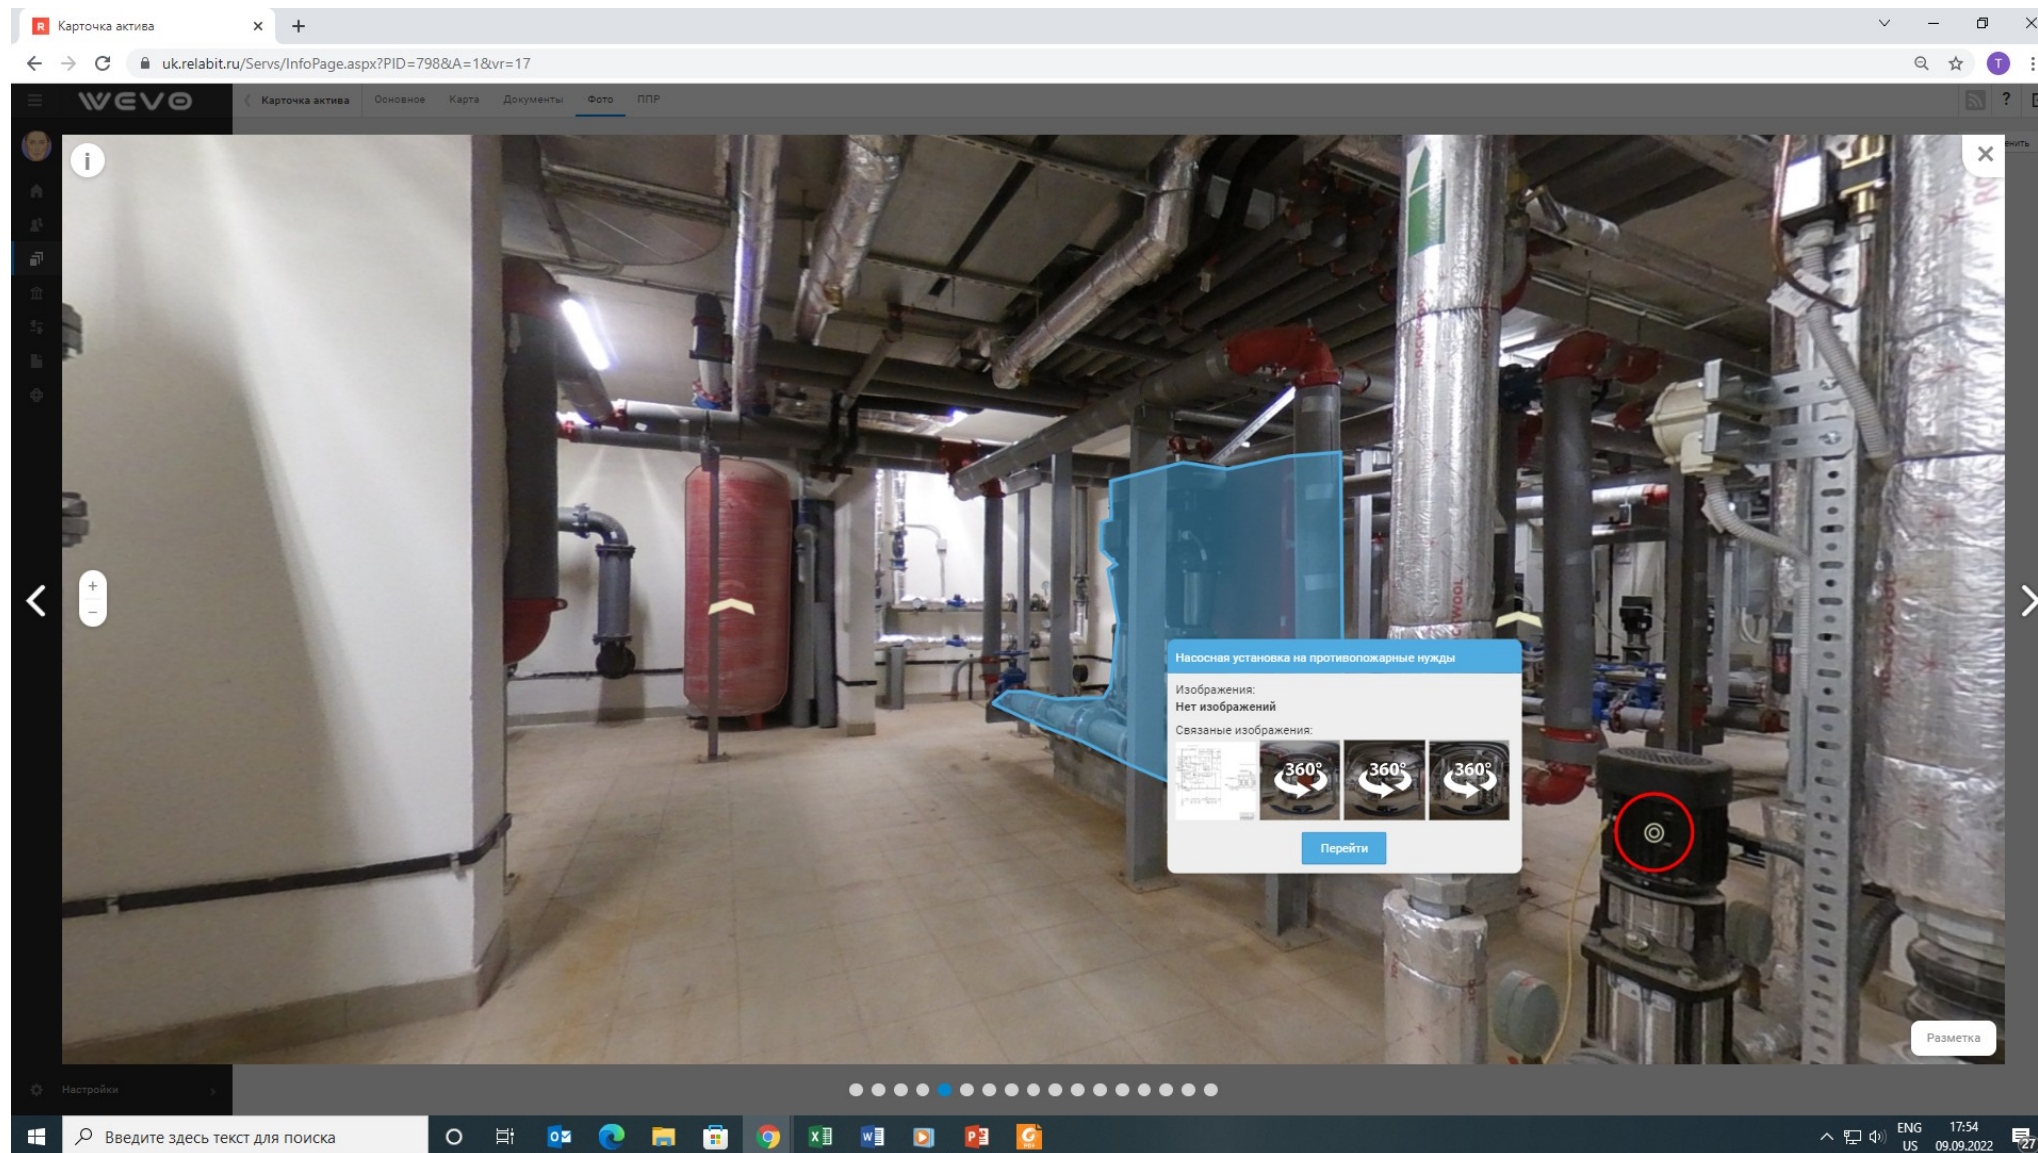 Карточка актива
uk.relabit.ru/Servs/InfoPage.aspx?PID=798&A=1&vr=17
T
WEVO
Карточка актива
Основное
Карта
Документы
Фото
ППР
?
i
ROCKWOOL
+
−
Насосная установка на противопожарные нужды
Изображения:
Нет изображений
Связаные изображения:
360°
360°
360°
Перейти
Разметка
Настройки
Введите здесь текст для поиска
ENG
US
17:54
09.09.2022
27